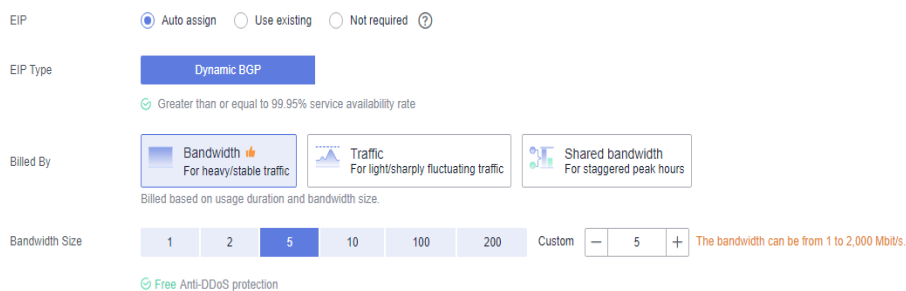 EIP Auto assign Use existing Not required ?
EIP Type Dynamic BGP
Greater than or equal to 99.95% service availability rate
Billed By Bandwidth Traffic Shared bandwidth
For heavy/stable traffic For light/sharply fluctuating traffic For staggered peak hours
Billed based on usage duration and bandwidth size.
Bandwidth Size 1 2 5 10 100 200 Custom − 5 + The bandwidth can be from 1 to 2,000 Mbit/s.
Free Anti-DDoS protection